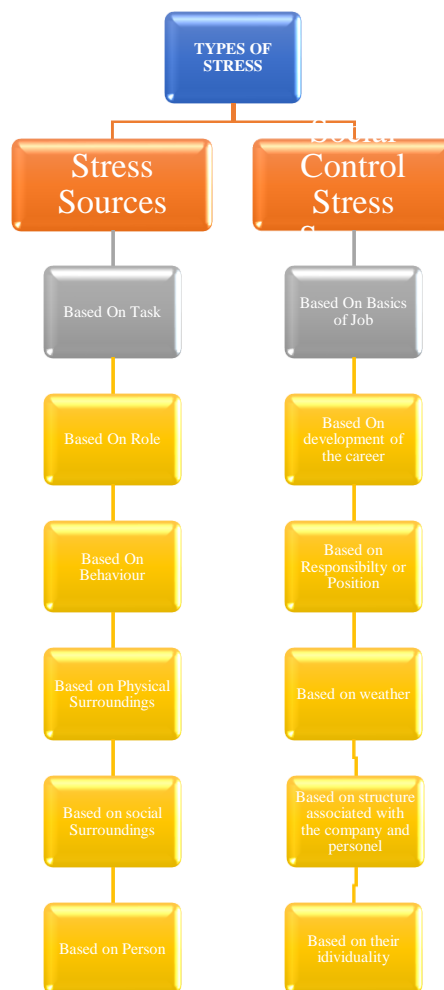 TYPES OF
STRESS
Stress
Sources
Social
Control
Stress
Based On Task
Based On Role
Based On
Behaviour
Based on Physical
Surroundings
Based on social
Surroundings
Based on Person
Based On Basics
of Job
Based On
development of
the career
Based on
Responsibilty or
Position
Based on weather
Based on structure
associated with
the company and
personel
Based on their
idividuality